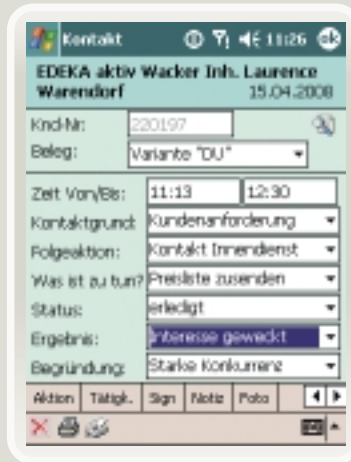 Kontakt 11:26 ok
EDEKA aktiv Wacker Inh. Laurence
Warendorf 15.04.2008
Knd-Nr: 220197
Beleg: Variante "DU"
Zeit Von/Bis: 11:13 12:30
Kontaktgrund: Kundenanforderung
Folgeaktion: Kontakt Innendienst
Was ist zu tun? Preisliste zusenden
Status: erledigt
Ergebnis: Interesse geweckt
Begründung: Starke Konkurrenz
Aktion Tätigk. Sign Notiz Foto